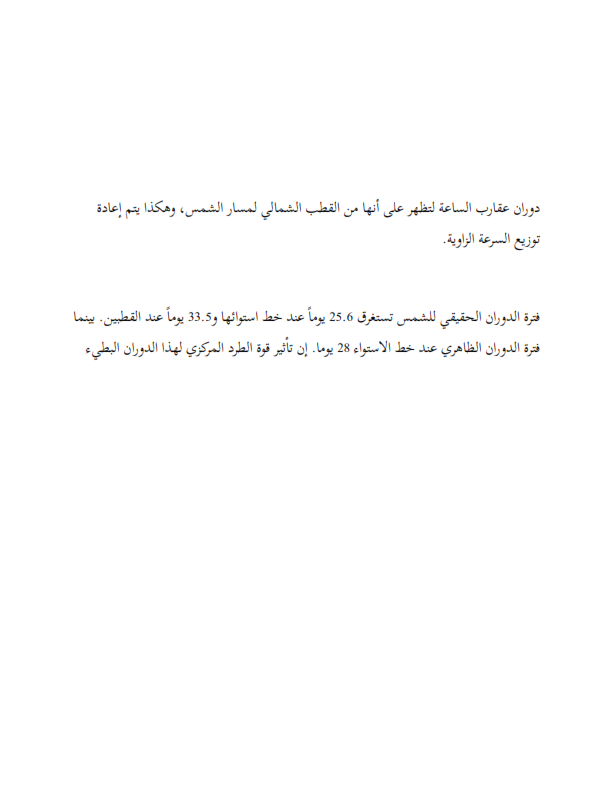 دوران عقارب الساعة لتظهر على أنها من القطب الشمالي لمسار الشمس، وهكذا يتم إعادة
توزيع السرعة الزاوية.
فترة الدوران الحقيقي للشمس تستغرق 25.6 يوماً عند خط استوائها و33.5 يوماً عند القطبين. بينما
فترة الدوران الظاهري عند خط الاستواء 28 يوما. إن تأثير قوة الطرد المركزي لهذا الدوران البطيء